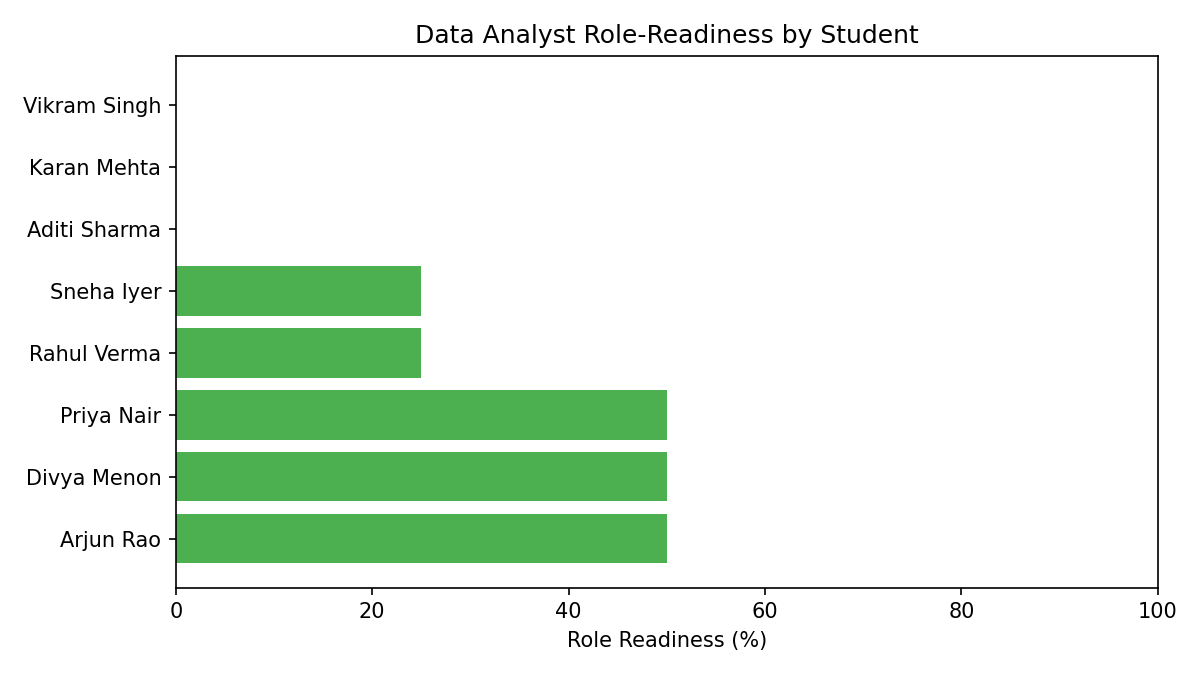 Data Analyst Role-Readiness by Student
Vikram Singh
Karan Mehta
Aditi Sharma
Sneha Iyer
Rahul Verma
Priya Nair
Divya Menon
Arjun Rao
0 20 40 60 80 100
Role Readiness (%)